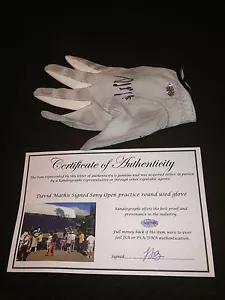 Certificate of Authenticity
The item represented by this letter of authenticity is genuine and was acquired either in person
by a Xandagraphs representative or through other reputable agents.
David Mathis Signed Sony Open practice round used glove
Xandagraphs offers the best proof and
provenance in the industry.
Full money back if the item were to ever
fail JSA or PSA/DNA authentication.
Signed